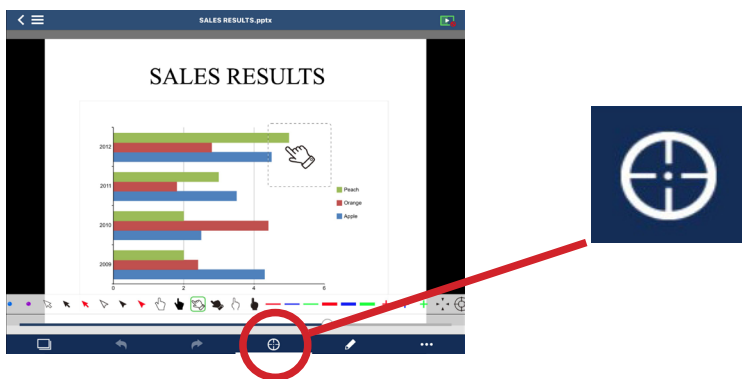 SALES RESULTS.pptx
SALES RESULTS
2012
2011
2010
2009
0 2 4 6
Peach
Orange
Apple